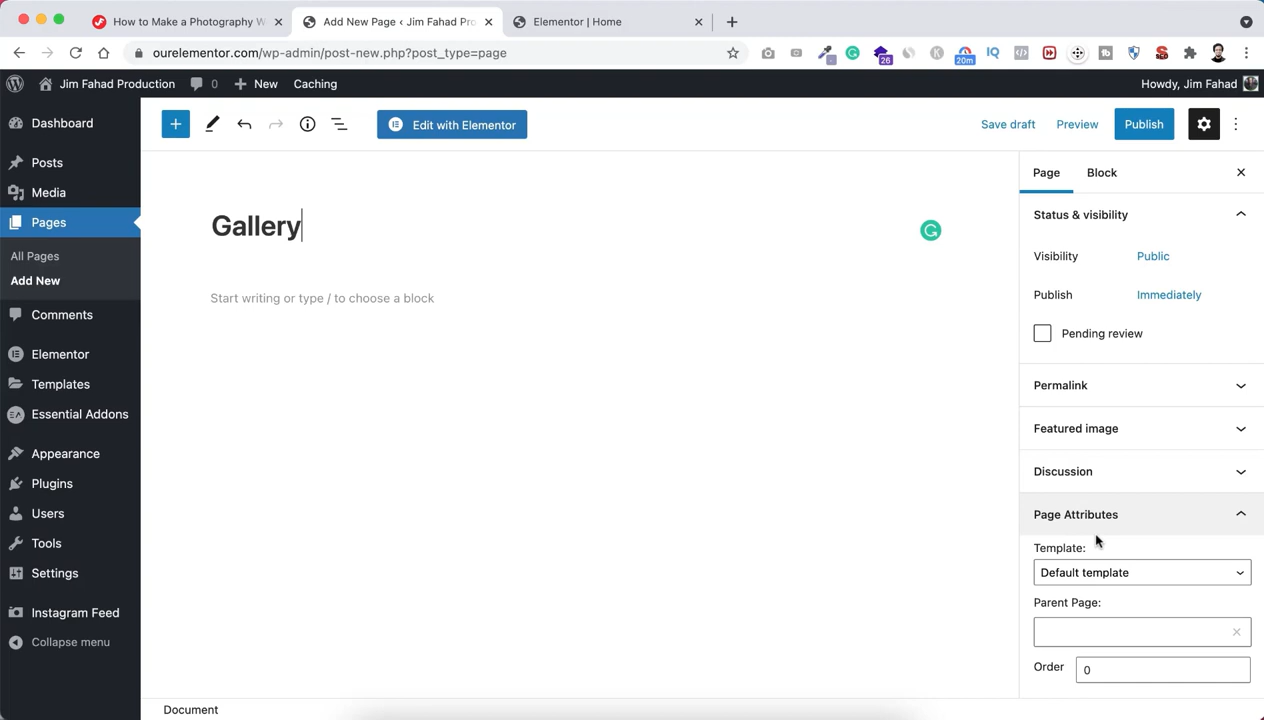 How to Make a Photography W
Add New Page ‹ Jim Fahad Pro
Elementor | Home
ourelementor.com/wp-admin/post-new.php?post_type=page
26
20m
IQ
Jim Fahad Production
0
New
Caching
Howdy, Jim Fahad
Dashboard
Posts
Media
Pages
All Pages
Add New
Comments
Elementor
Templates
Essential Addons
Appearance
Plugins
Users
Tools
Settings
Instagram Feed
Collapse menu
Edit with Elementor
Save draft
Preview
Publish
Gallery
Start writing or type / to choose a block
Page
Block
Status & visibility
Visibility
Public
Publish
Immediately
Pending review
Permalink
Featured image
Discussion
Page Attributes
Template:
Default template
Parent Page:
Order
0
Document